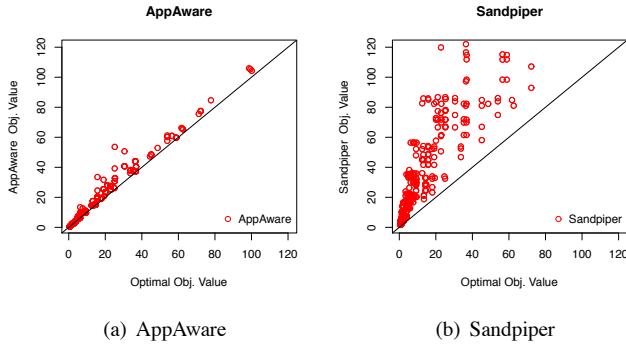 AppAware
AppAware Obj. Value
0 20 40 60 80 100 120
AppAware
0 20 40 60 80 100 120
Optimal Obj. Value
(a) AppAware
Sandpiper
Sandpiper Obj. Value
0 20 40 60 80 100 120
Sandpiper
0 20 40 60 80 100 120
Optimal Obj. Value
(b) Sandpiper